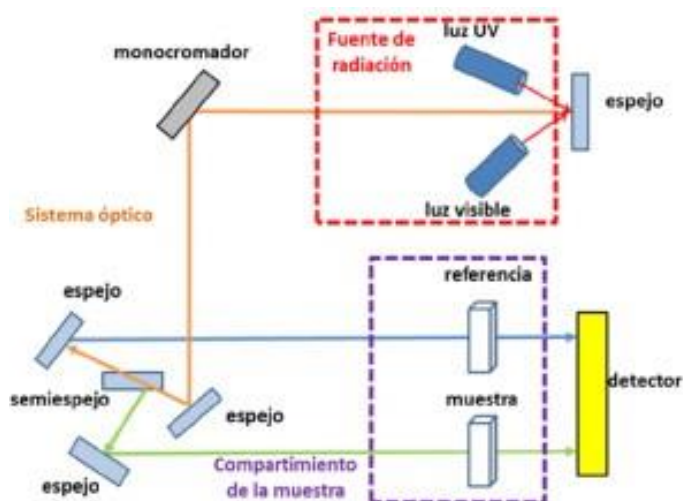 luz UV
Fuente de
radiación
monocromador
espejo
luz visible
Sistema óptico
referencia
espejo
semiespejo
muestra
detector
espejo
espejo
Compartimiento
de la muestra